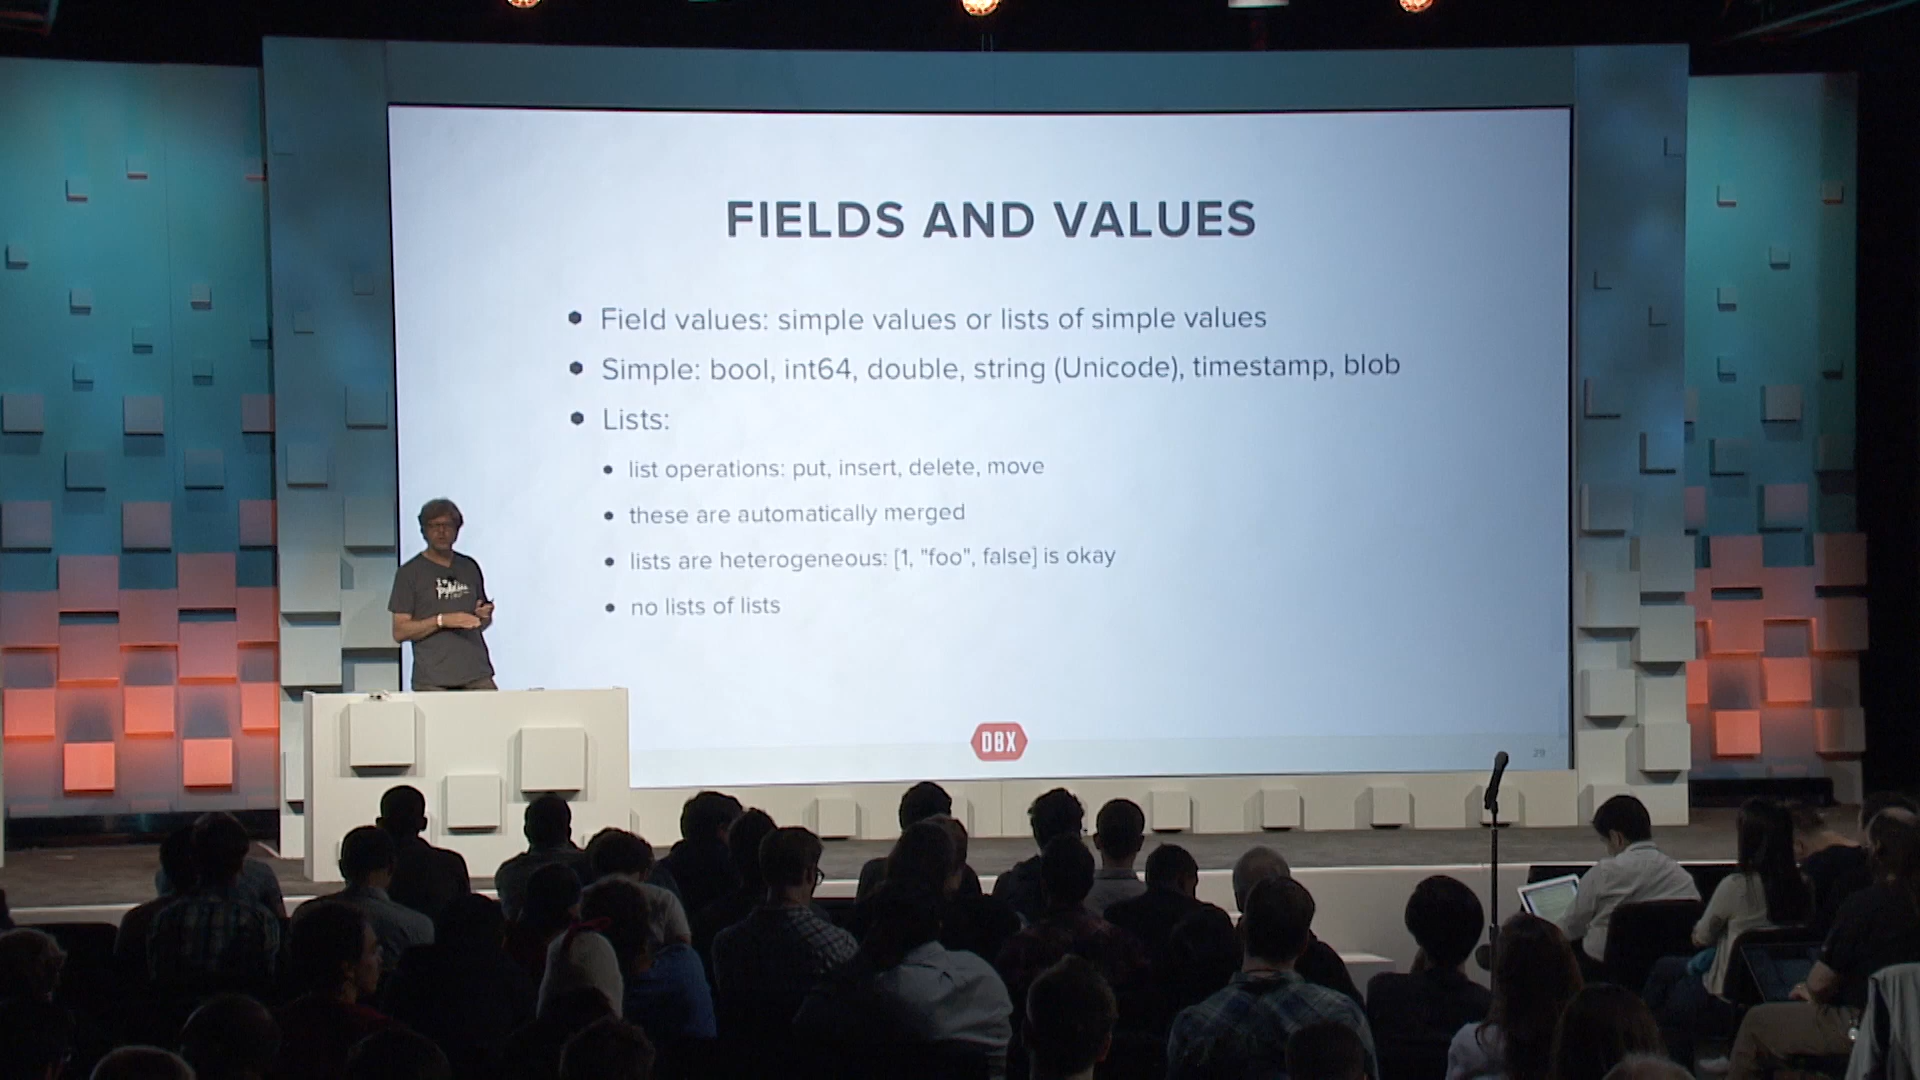 FIELDS AND VALUES
Field values: simple values or lists of simple values
Simple: bool, int64, double, string (Unicode), timestamp, blob
Lists:
list operations: put, insert, delete, move
these are automatically merged
lists are heterogeneous: [1, "foo", false] is okay
no lists of lists
DBX
29